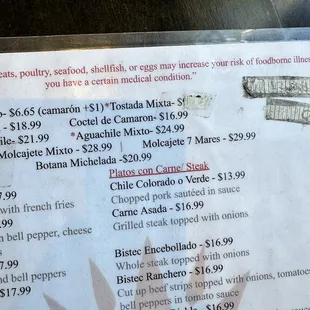 eats, poultry, seafood, shellfish, or eggs may increase your risk of foodborne illnes
you have a certain medical condition."
- $6.65 (camarón +$1) *Tostada Mixta- $
- $18.99 Coctel de Camaron- $16.99
ile- $21.99 *Aguachile Mixto- $24.99
Molcajete Mixto - $28.99 | Molcajete 7 Mares - $29.99
Botana Michelada -$20.99
Platos con Carne/ Steak
Chile Colorado o Verde - $13.99
Chopped pork sautéed in sauce
with french fries
Carne Asada - $16.99
.99
Grilled steak topped with onions
n bell pepper, cheese
Bistec Encebollado - $16.99
7.99
Whole steak topped with onions
nd bell peppers
Bistec Ranchero - $16.99
$17.99
Cut up beef strips topped with onions, tomatoes
bell peppers in tomato sauce
- $16.99